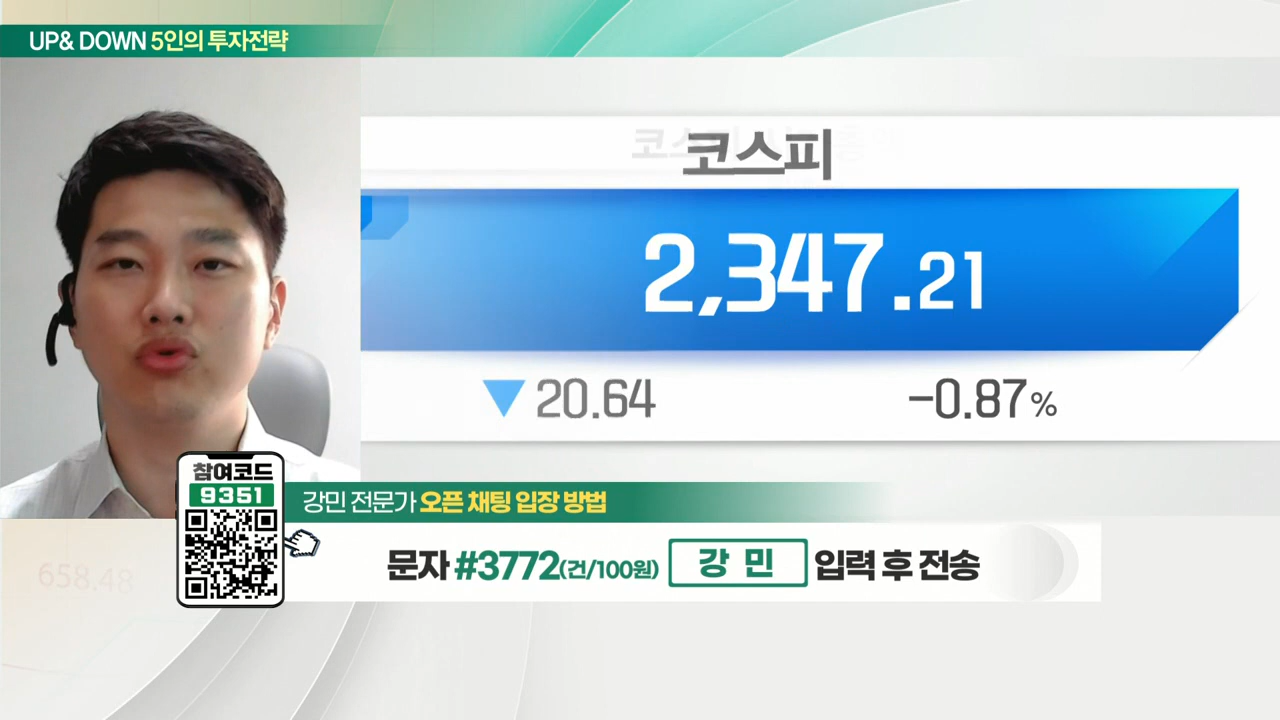 UP& DOWN 5인의 투자전략
코스피
2,347.21
▼ 20.64 -0.87%
참여코드
9351
강민 전문가 오픈 채팅 입장 방법
문자 #3772(건/100원) 강 민 입력 후 전송
658.48